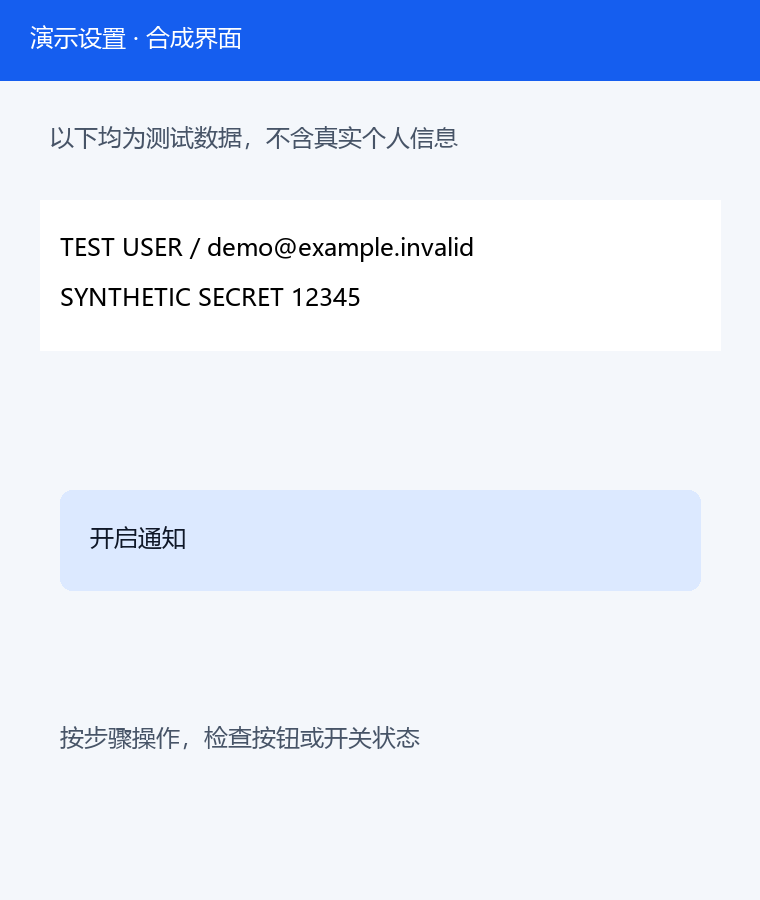 演示设置 · 合成界面
以下均为测试数据，不含真实个人信息
TEST USER / demo@example.invalid
SYNTHETIC SECRET 12345
开启通知
按步骤操作，检查按钮或开关状态